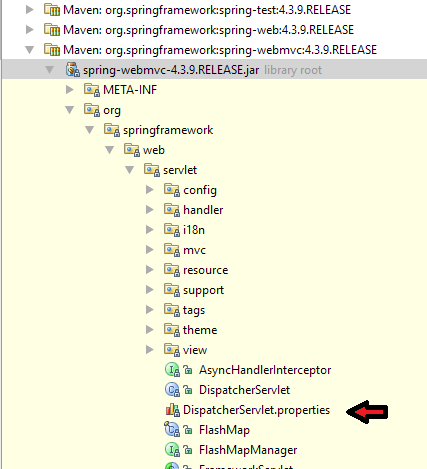 Maven: org.springframework:spring-test:4.3.9.RELEASE
Maven: org.springframework:spring-web:4.3.9.RELEASE
Maven: org.springframework:spring-webmvc:4.3.9.RELEASE
spring-webmvc-4.3.9.RELEASE.jar library root
META-INF
org
springframework
web
servlet
config
handler
i18n
mvc
resource
support
tags
theme
view
AsyncHandlerInterceptor
DispatcherServlet
DispatcherServlet.properties
FlashMap
FlashMapManager
FrameworkServlet